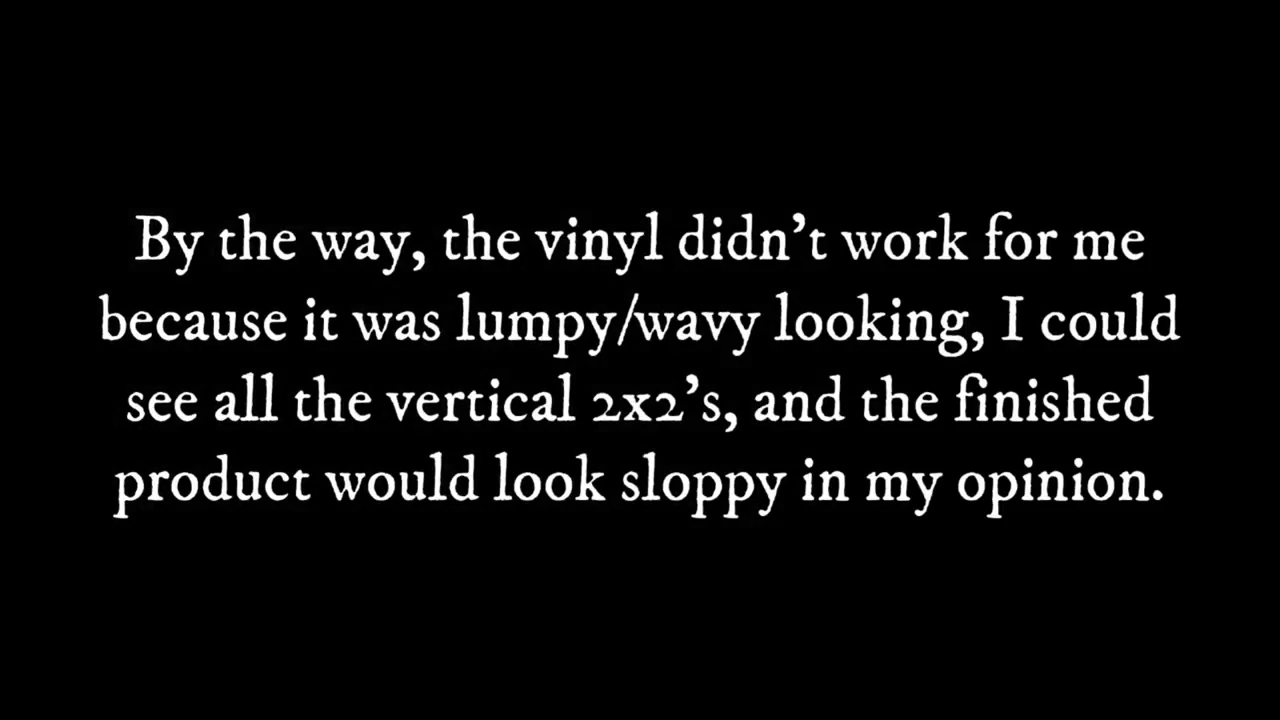 By the way, the vinyl didn’t work for me
because it was lumpy/wavy looking, I could
see all the vertical 2x2’s, and the finished
product would look sloppy in my opinion.